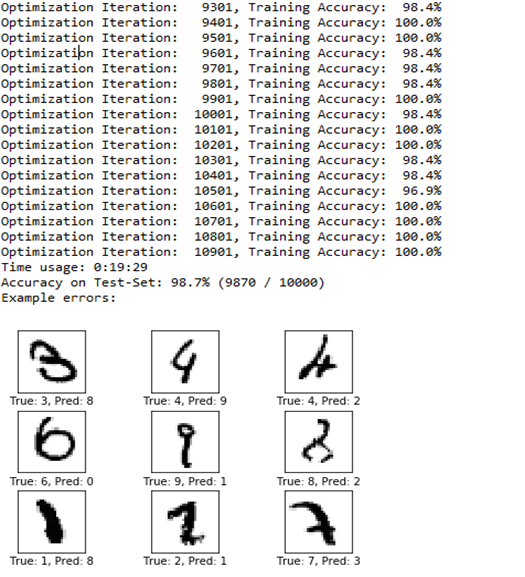 Optimization Iteration:   9301, Training Accuracy:  98.4%
Optimization Iteration:   9401, Training Accuracy: 100.0%
Optimization Iteration:   9501, Training Accuracy: 100.0%
Optimization Iteration:   9601, Training Accuracy:  98.4%
Optimization Iteration:   9701, Training Accuracy:  98.4%
Optimization Iteration:   9801, Training Accuracy:  98.4%
Optimization Iteration:   9901, Training Accuracy: 100.0%
Optimization Iteration:  10001, Training Accuracy:  98.4%
Optimization Iteration:  10101, Training Accuracy: 100.0%
Optimization Iteration:  10201, Training Accuracy: 100.0%
Optimization Iteration:  10301, Training Accuracy:  98.4%
Optimization Iteration:  10401, Training Accuracy:  98.4%
Optimization Iteration:  10501, Training Accuracy:  96.9%
Optimization Iteration:  10601, Training Accuracy: 100.0%
Optimization Iteration:  10701, Training Accuracy: 100.0%
Optimization Iteration:  10801, Training Accuracy: 100.0%
Optimization Iteration:  10901, Training Accuracy: 100.0%
Time usage: 0:19:29
Accuracy on Test-Set: 98.7% (9870 / 10000)
Example errors:
3 4 4
True: 3, Pred: 8 True: 4, Pred: 9 True: 4, Pred: 2
6 9 8
True: 6, Pred: 0 True: 9, Pred: 1 True: 8, Pred: 2
1 2 7
True: 1, Pred: 8 True: 2, Pred: 1 True: 7, Pred: 3